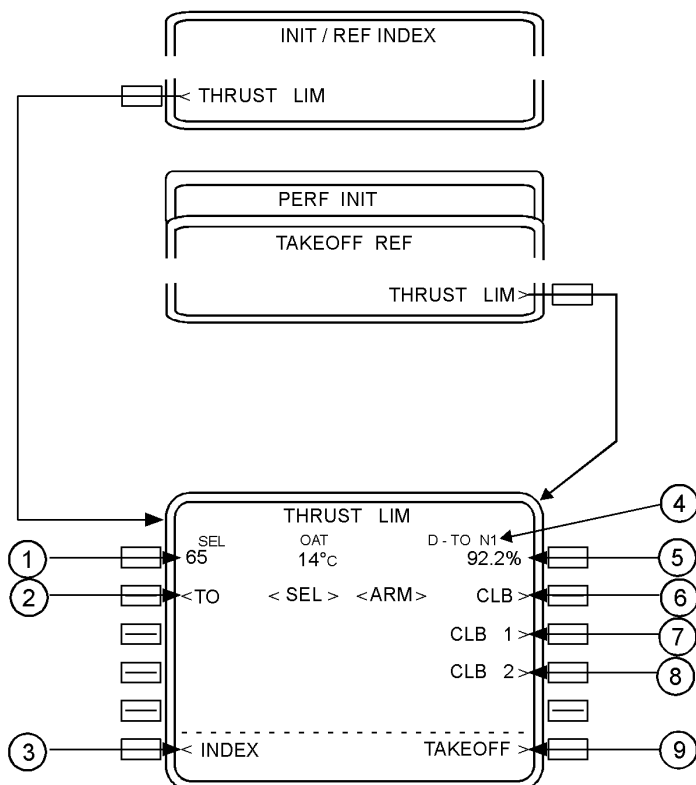 INIT / REF INDEX
< THRUST LIM
PERF INIT
TAKEOFF REF
THRUST LIM >
THRUST LIM
SEL OAT D - TO N1 4
1 65 14°C 92.2% 5
2 <TO < SEL > <ARM> CLB > 6
CLB 1 > 7
CLB 2 > 8
3 < INDEX TAKEOFF > 9